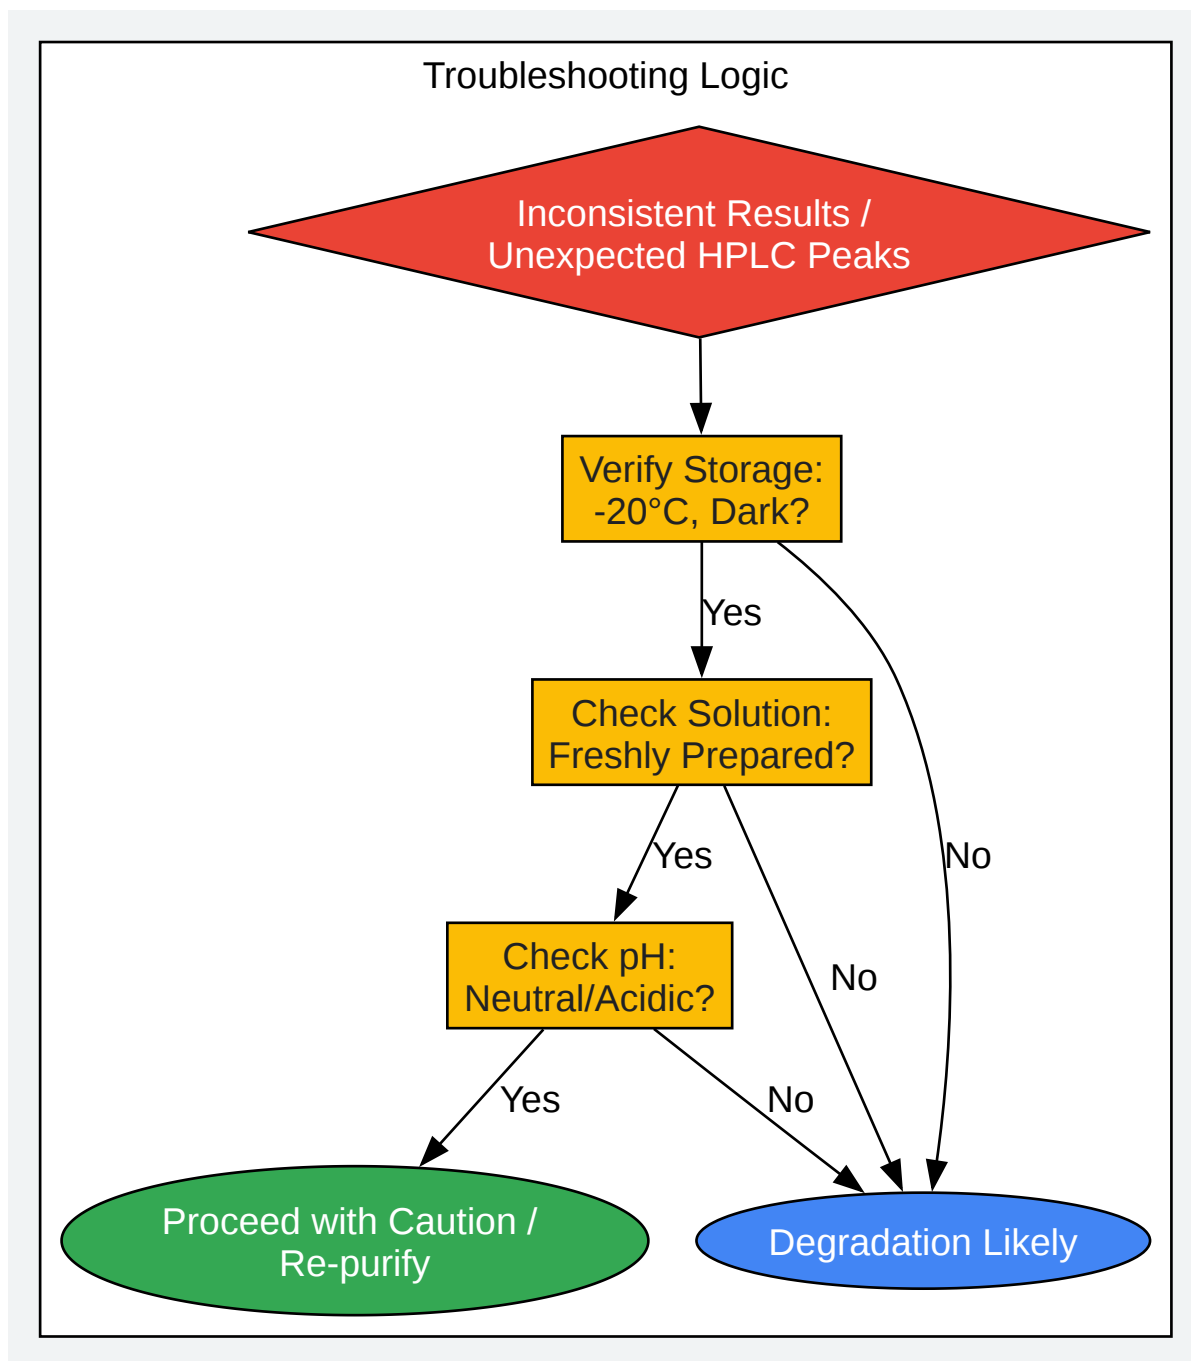 Troubleshooting Logic
Inconsistent Results /
Unexpected HPLC Peaks
Verify Storage:
-20°C, Dark?
Yes
Check Solution:
Freshly Prepared?
Yes
No
Check pH:
Neutral/Acidic?
No
Yes
No
Proceed with Caution /
Re-purify
Degradation Likely